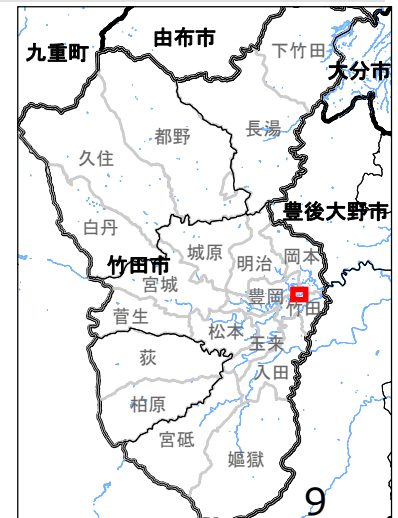 由布市
九重町
下竹田
大分市
長湯
都野
久住
豊後大野市
白丹
城原
岡本
明治
竹田市
宮城
豊岡
竹田
菅生
松本
玉来
荻
入田
柏原
宮砥
嫗獄
9